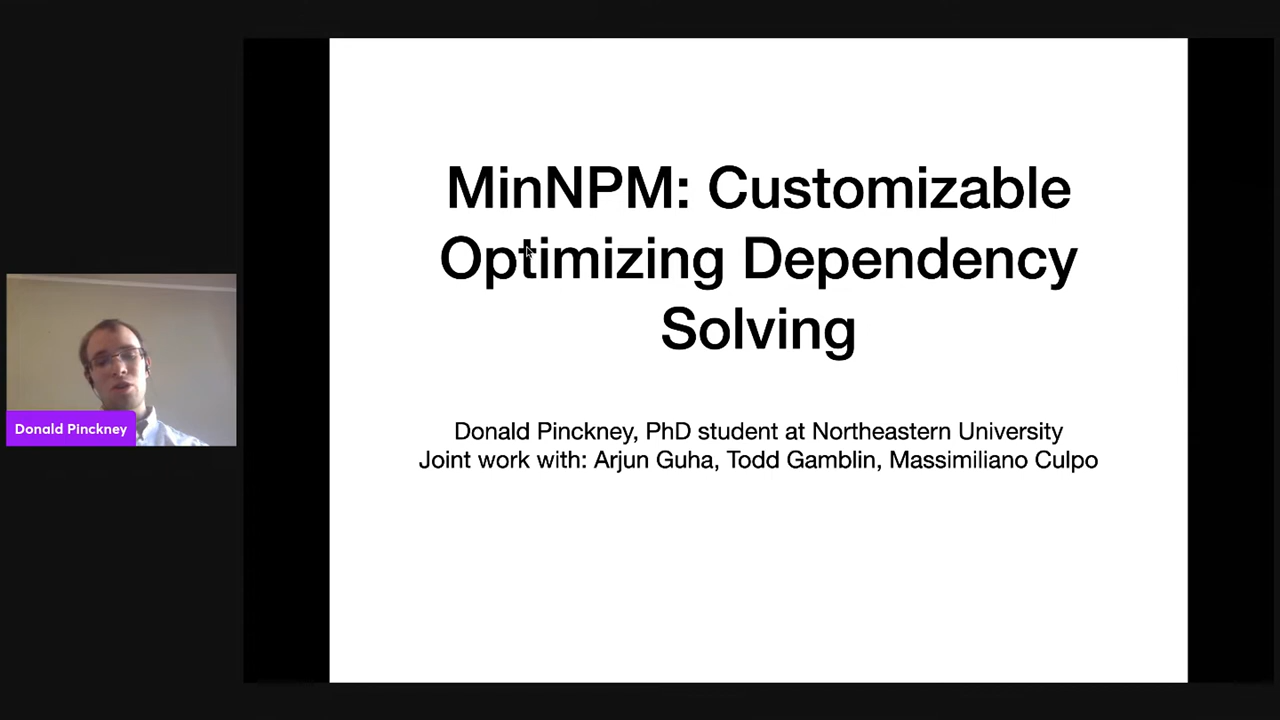 MinNPM: Customizable
Optimizing Dependency
Solving
Donald Pinckney, PhD student at Northeastern University
Joint work with: Arjun Guha, Todd Gamblin, Massimiliano Culpo
Donald Pinckney